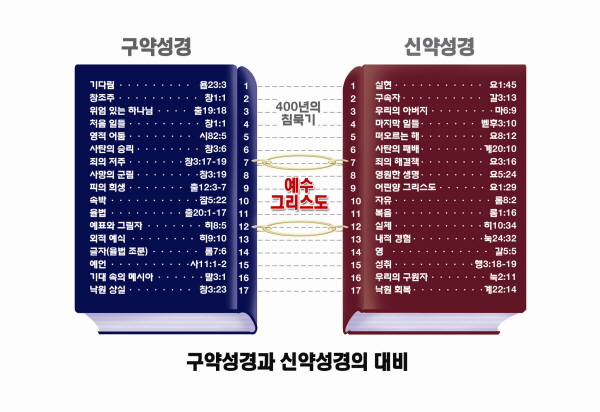 구약성경
신약성경
기다림 욥23:3 1
창조주 창1:1 2
위엄 있는 하나님 출19:18 3
처음 일들 창1:1 4
영적 어둠 시82:5 5
사탄의 승리 창3:6 6
죄의 저주 창3:17-19 7
사망의 군림 창3:19 8
피의 희생 출12:3-7 9
속박 잠5:22 10
율법 출20:1-17 11
예표와 그림자 히8:5 12
외적 예식 히9:10 13
글자(율법 조문) 롬7:6 14
예언 사11:1-2 15
기대 속의 메시아 말3:1 16
낙원 상실 창3:23 17
400년의
침묵기
예수
그리스도
1 실현 요1:45
2 구속자 갈3:13
3 우리의 아버지 마6:9
4 마지막 일들 벧후3:10
5 떠오르는 해 요8:12
6 사탄의 패배 계20:10
7 죄의 해결책 요3:16
8 영원한 생명 요5:24
9 어린양 그리스도 요1:29
10 자유 롬8:2
11 복음 롬1:16
12 실제 히10:34
13 내적 경험 눅24:32
14 영 갈5:5
15 성취 행3:18-19
16 우리의 구원자 눅2:11
17 낙원 회복 계22:14
구약성경과 신약성경의 대비